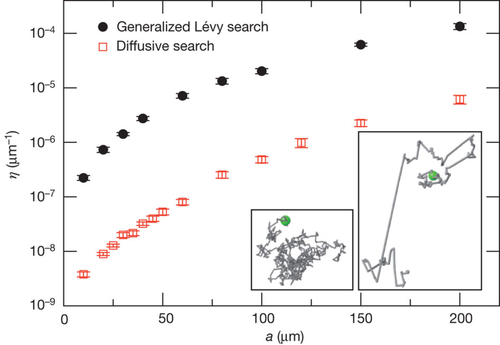 Generalized Lévy search
Diffusive search
10⁻⁴
10⁻⁵
10⁻⁶
10⁻⁷
10⁻⁸
10⁻⁹
η (μm⁻¹)
0 50 100 150 200
a (μm)